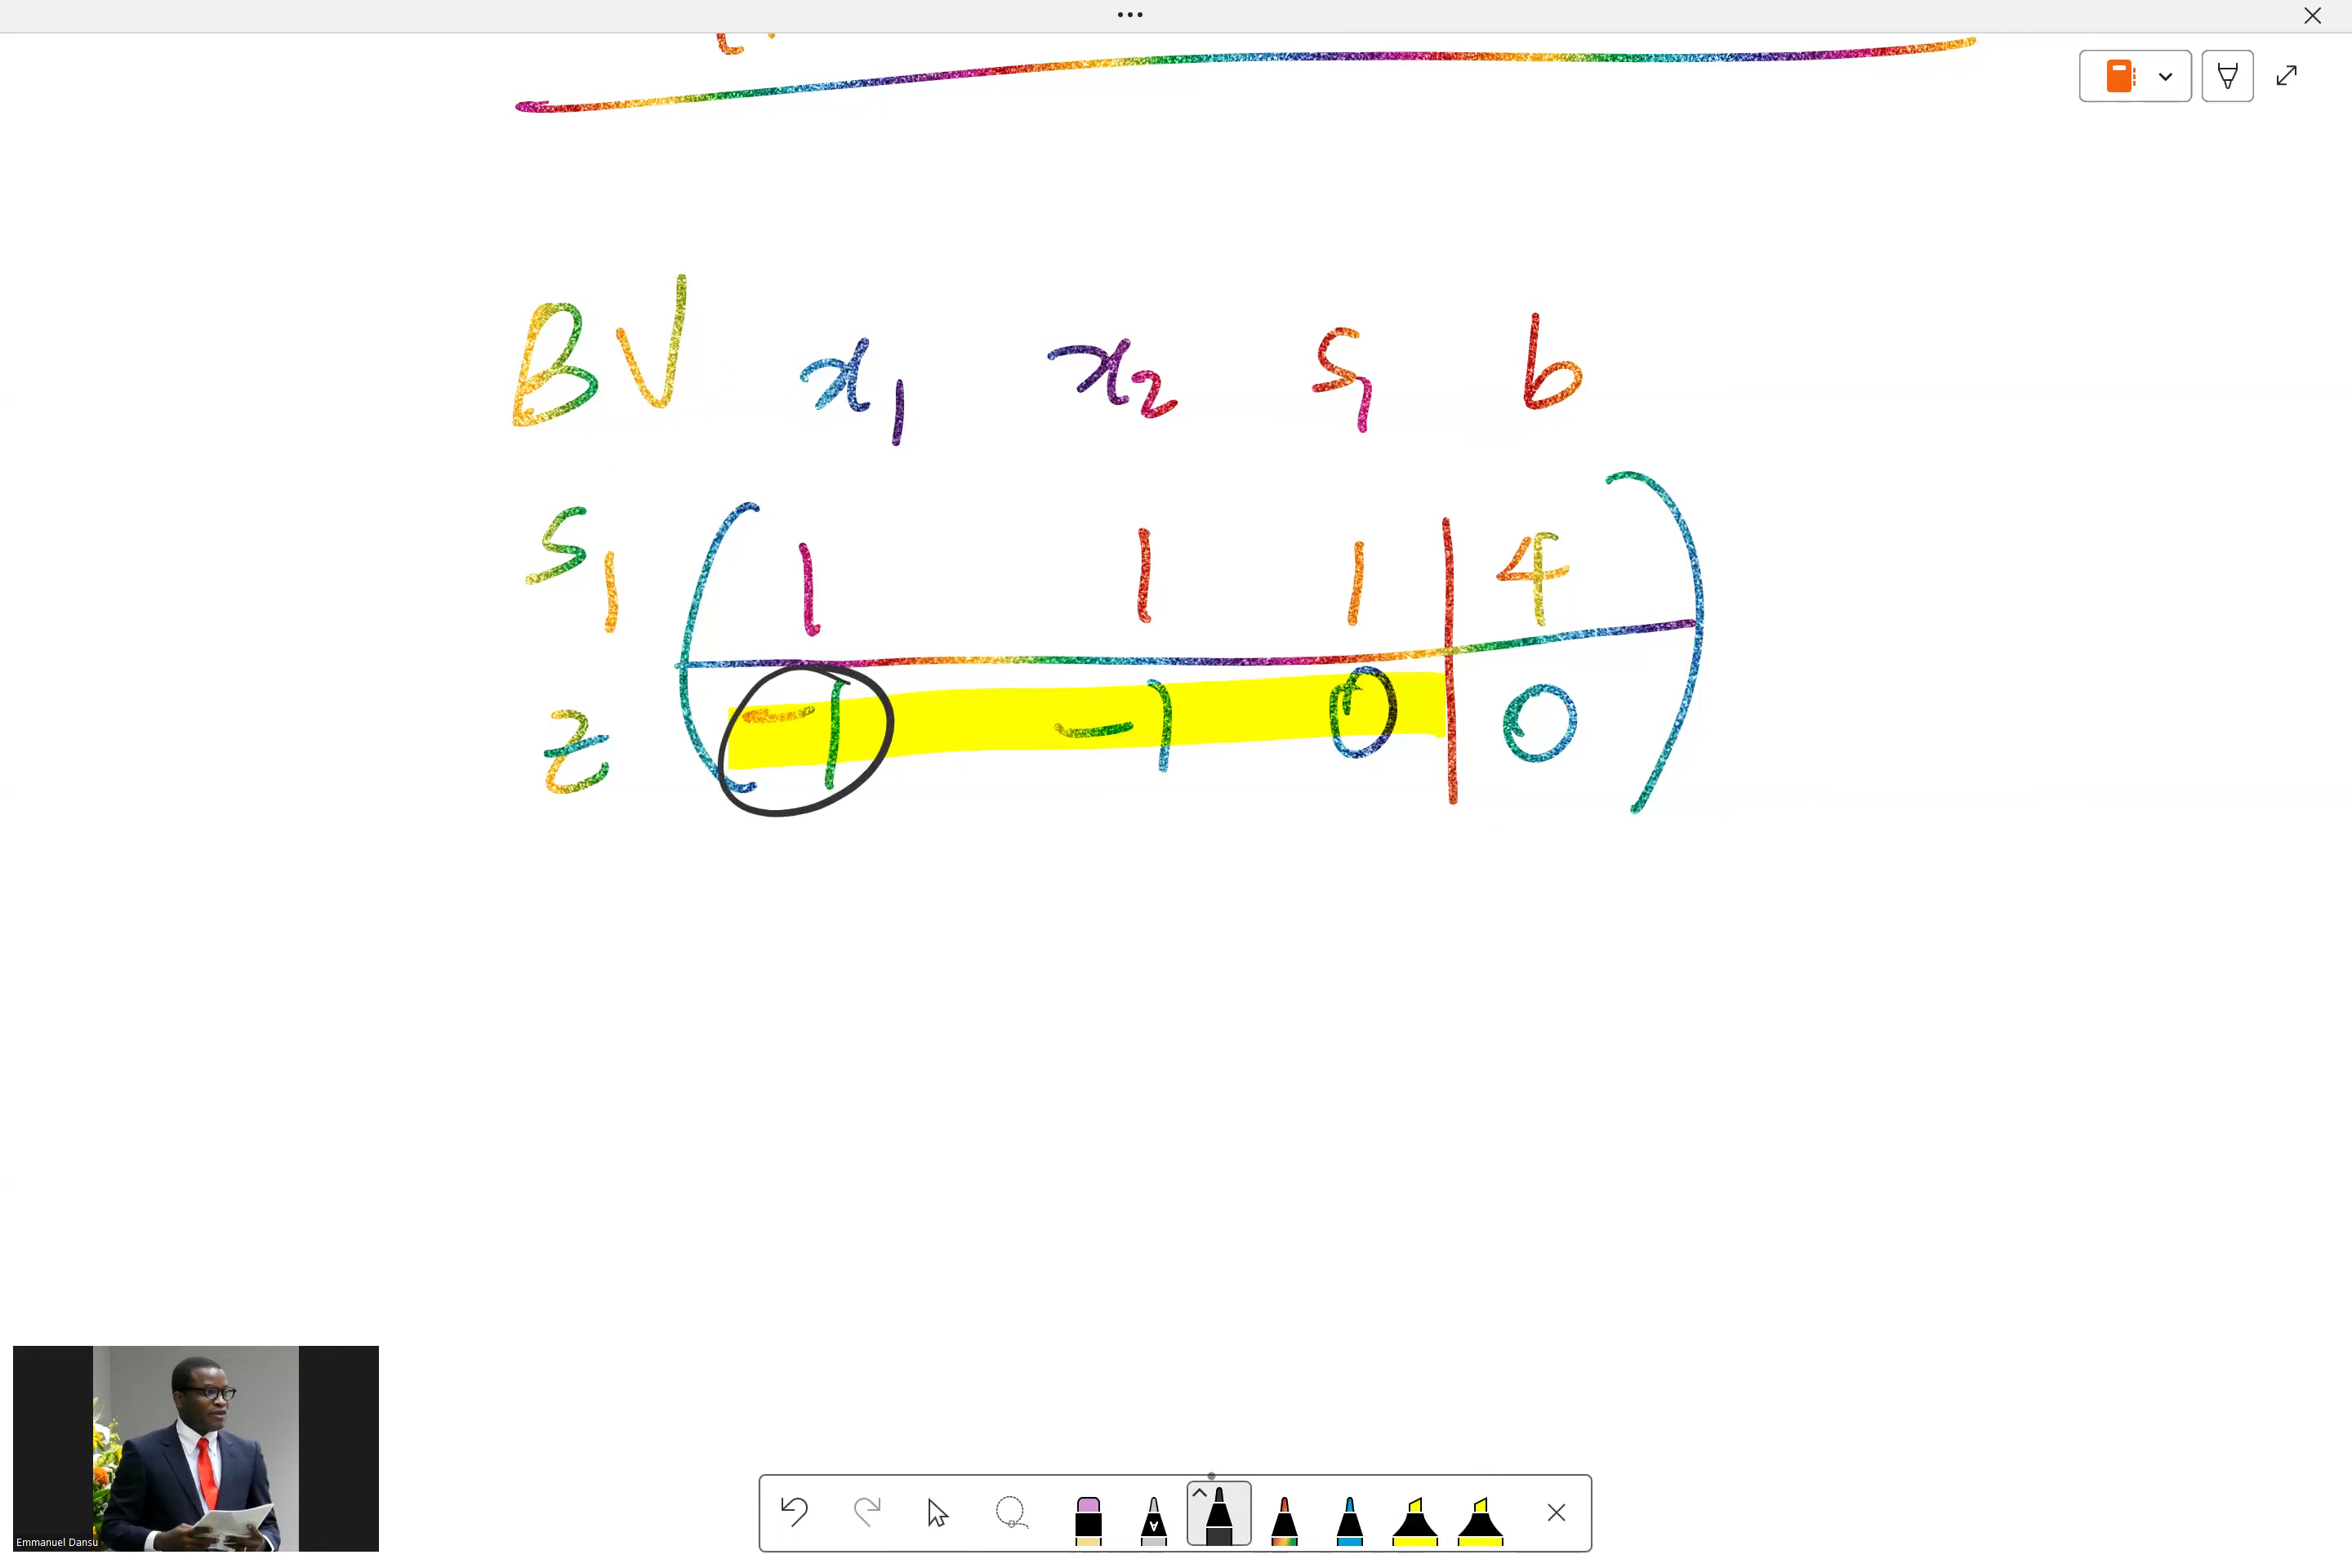 BV x₁ x₂ s₁ b
s₁ 1 1 1 4
z -1 -1 0 0
Emmanuel Dansu